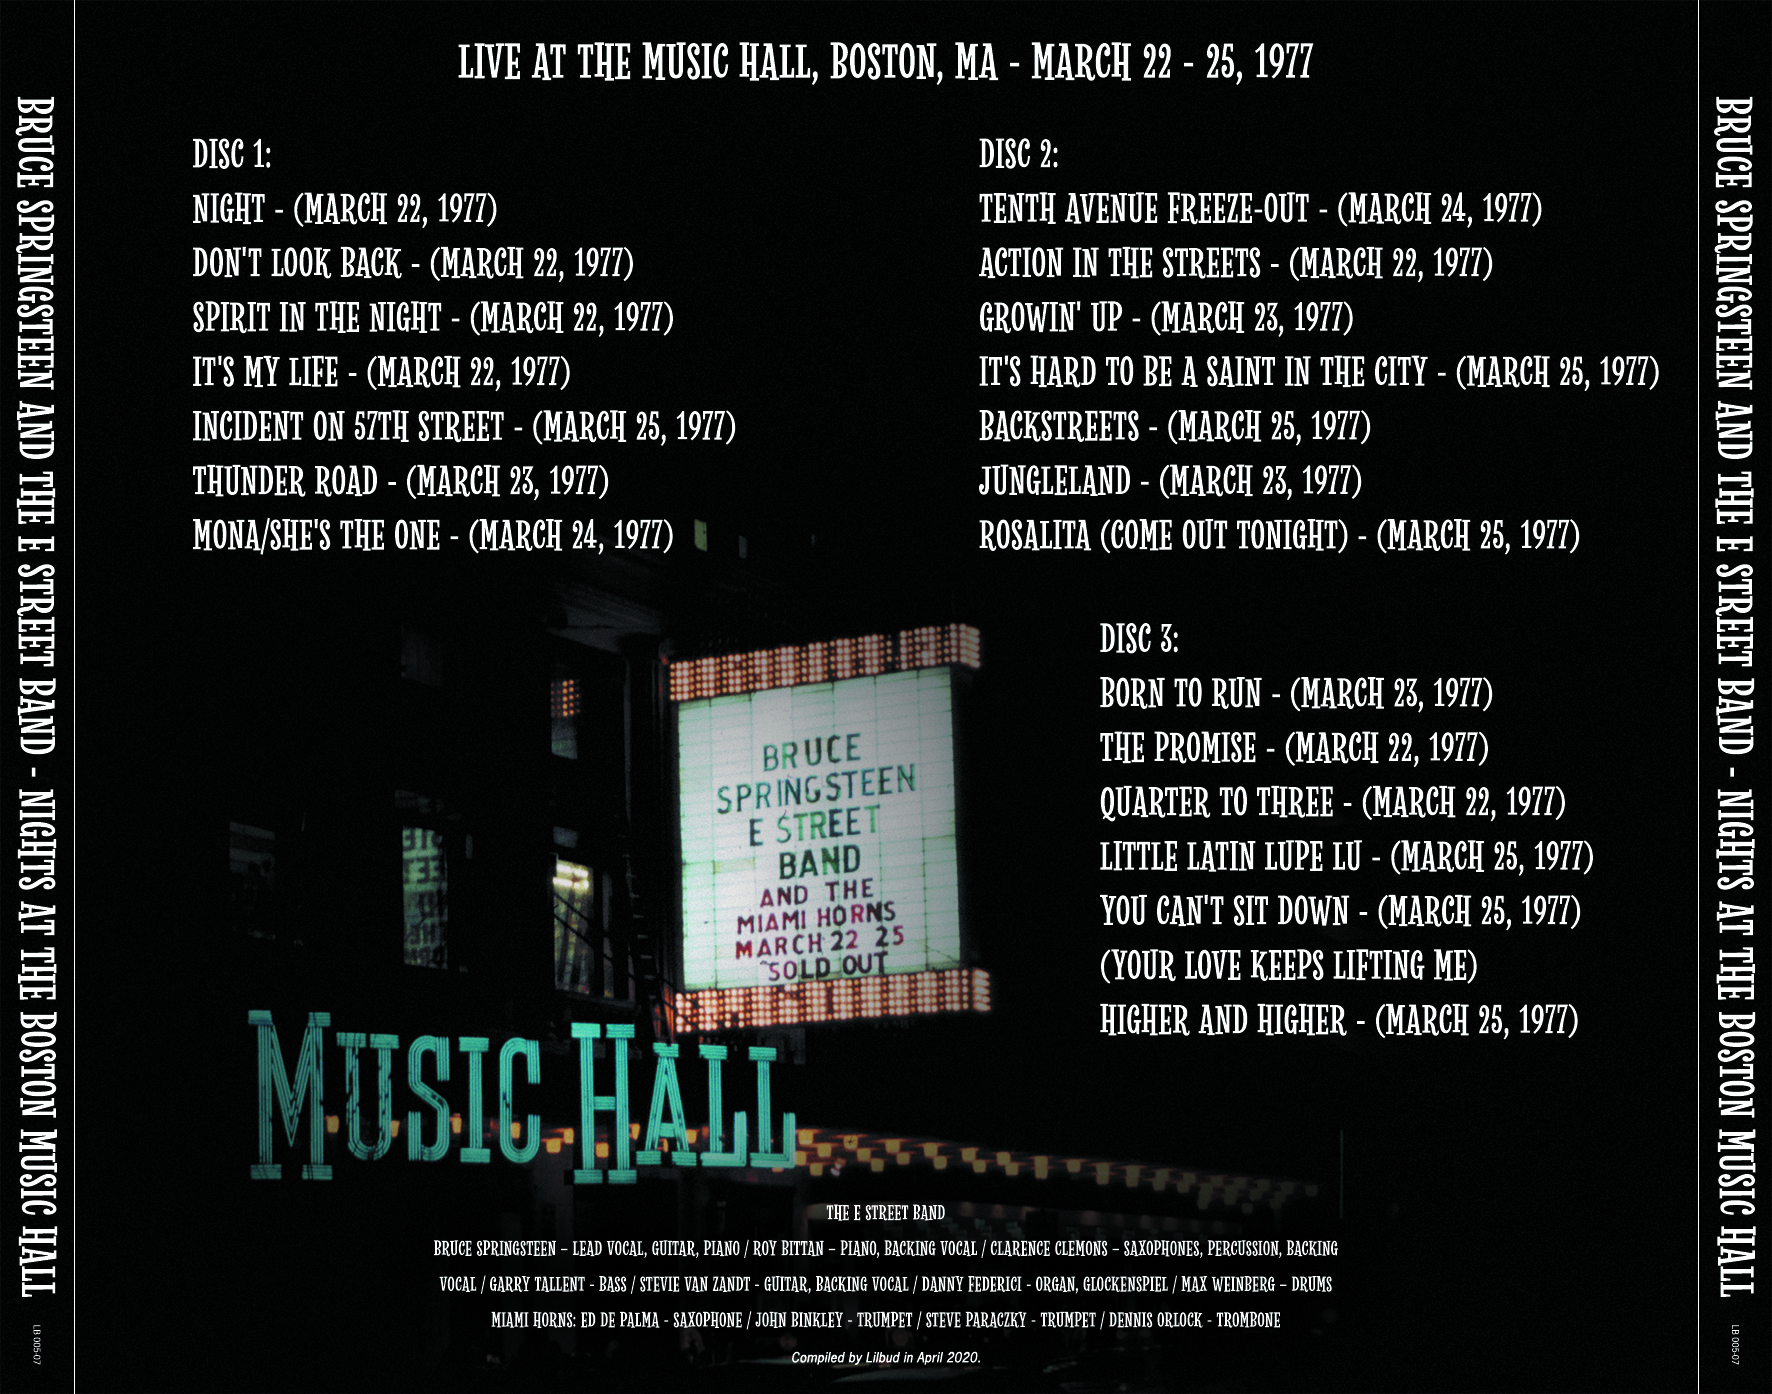 LIVE AT THE MUSIC HALL, BOSTON, MA - MARCH 22 - 25, 1977
BRUCE SPRINGSTEEN AND THE E STREET BAND - NIGHTS AT THE BOSTON MUSIC HALL
LB 005-07
DISC 1:
NIGHT - (MARCH 22, 1977)
DON'T LOOK BACK - (MARCH 22, 1977)
SPIRIT IN THE NIGHT - (MARCH 22, 1977)
IT'S MY LIFE - (MARCH 22, 1977)
INCIDENT ON 57TH STREET - (MARCH 25, 1977)
THUNDER ROAD - (MARCH 23, 1977)
MONA/SHE'S THE ONE - (MARCH 24, 1977)
DISC 2:
TENTH AVENUE FREEZE-OUT - (MARCH 24, 1977)
ACTION IN THE STREETS - (MARCH 22, 1977)
GROWIN' UP - (MARCH 23, 1977)
IT'S HARD TO BE A SAINT IN THE CITY - (MARCH 25, 1977)
BACKSTREETS - (MARCH 25, 1977)
JUNGLELAND - (MARCH 23, 1977)
ROSALITA (COME OUT TONIGHT) - (MARCH 25, 1977)
DISC 3:
BORN TO RUN - (MARCH 23, 1977)
THE PROMISE - (MARCH 22, 1977)
QUARTER TO THREE - (MARCH 22, 1977)
LITTLE LATIN LUPE LU - (MARCH 25, 1977)
YOU CAN'T SIT DOWN - (MARCH 25, 1977)
(YOUR LOVE KEEPS LIFTING ME)
HIGHER AND HIGHER - (MARCH 25, 1977)
BRUCE
SPRINGSTEEN
E STREET
BAND
AND THE
MIAMI HORNS
MARCH 22 25
SOLD OUT
MUSIC HALL
THE E STREET BAND
BRUCE SPRINGSTEEN – LEAD VOCAL, GUITAR, PIANO / ROY BITTAN – PIANO, BACKING VOCAL / CLARENCE CLEMONS – SAXOPHONES, PERCUSSION, BACKING
VOCAL / GARRY TALLENT - BASS / STEVIE VAN ZANDT - GUITAR, BACKING VOCAL / DANNY FEDERICI - ORGAN, GLOCKENSPIEL / MAX WEINBERG – DRUMS
MIAMI HORNS: ED DE PALMA - SAXOPHONE / JOHN BINKLEY - TRUMPET / STEVE PARACZKY - TRUMPET / DENNIS ORLOCK - TROMBONE
Compiled by Lilbud in April 2020.
BRUCE SPRINGSTEEN AND THE E STREET BAND - NIGHTS AT THE BOSTON MUSIC HALL
LB 005-07